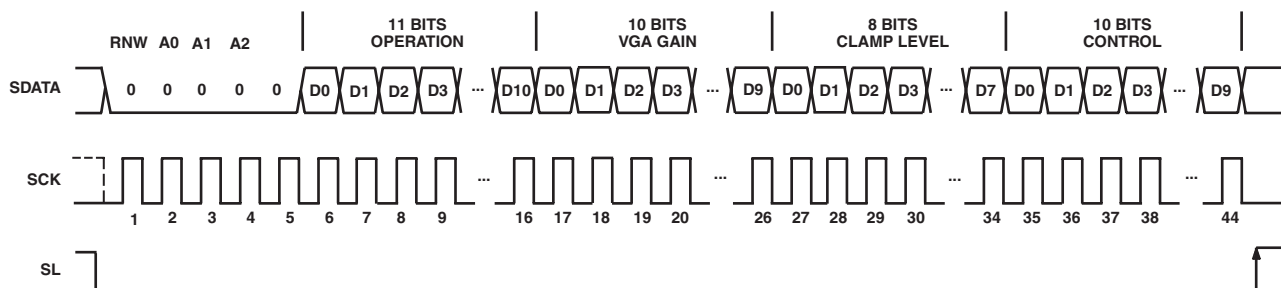 11 BITS
OPERATION
10 BITS
VGA GAIN
8 BITS
CLAMP LEVEL
10 BITS
CONTROL
RNW A0 A1 A2
SDATA 0 0 0 0 0 D0 D1 D2 D3 ... D10 D0 D1 D2 D3 ... D9 D0 D1 D2 D3 ... D7 D0 D1 D2 D3 ... D9
SCK ... ... ... ...
1 2 3 4 5 6 7 8 9 16 17 18 19 20 26 27 28 29 30 34 35 36 37 38 44
SL